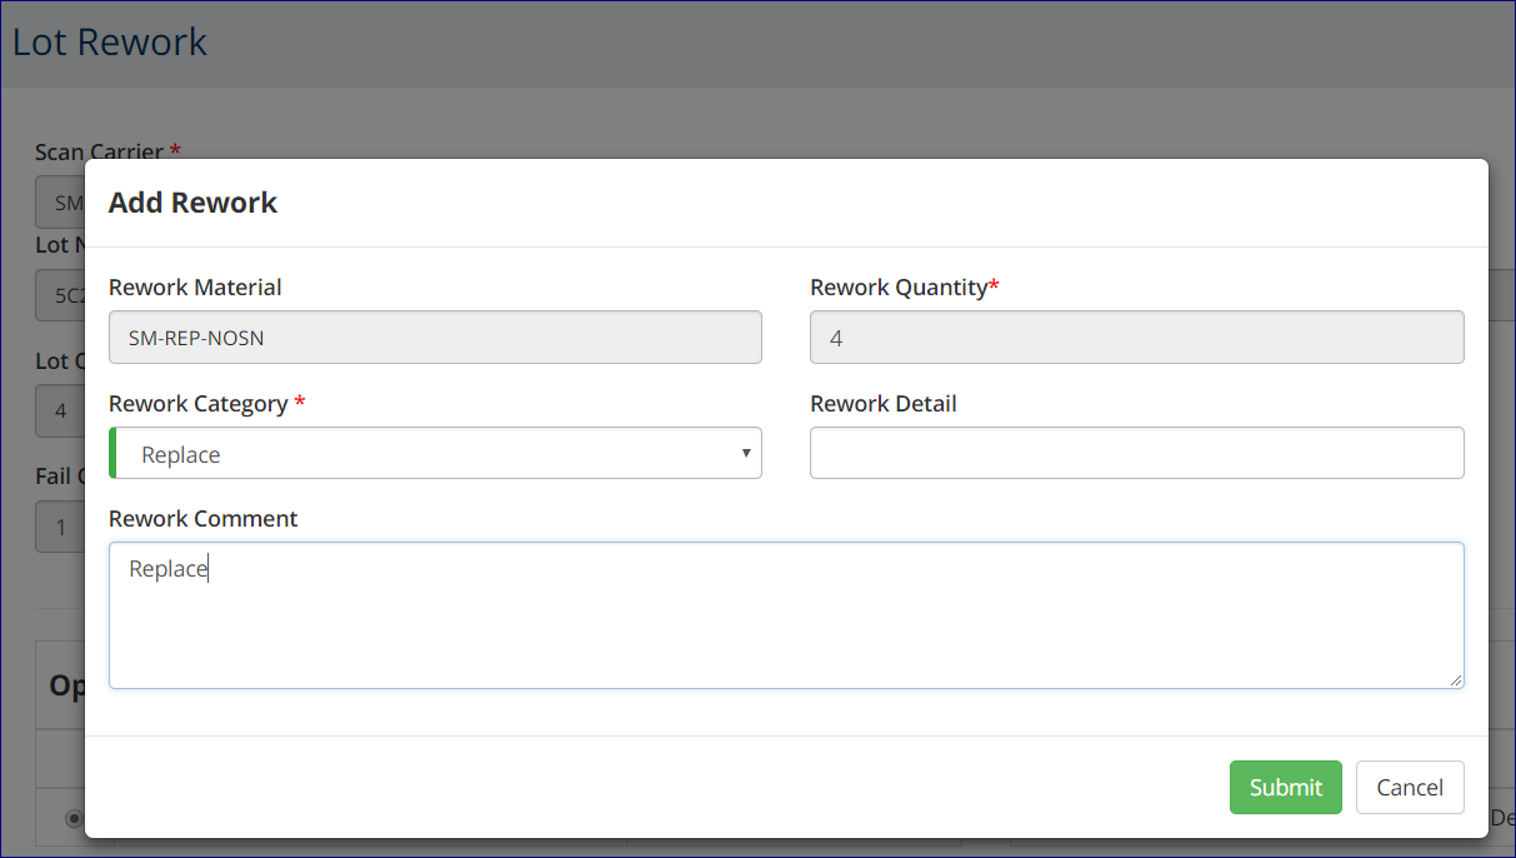 Lot Rework
Scan Carrier *
SM
Lot N
5C2
Lot
4
Fail
1
Op
De
Add Rework
Rework Material
Rework Quantity*
SM-REP-NOSN
4
Rework Category *
Rework Detail
Replace
Rework Comment
Replace
Submit
Cancel